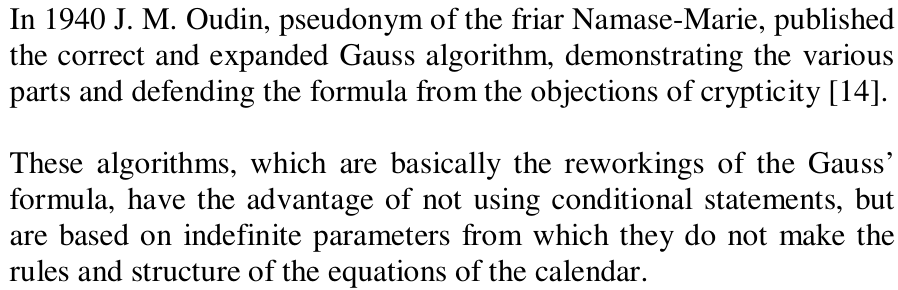 In 1940 J. M. Oudin, pseudonym of the friar Namase-Marie, published
the correct and expanded Gauss algorithm, demonstrating the various
parts and defending the formula from the objections of crypticity [14].
These algorithms, which are basically the reworkings of the Gauss’
formula, have the advantage of not using conditional statements, but
are based on indefinite parameters from which they do not make the
rules and structure of the equations of the calendar.